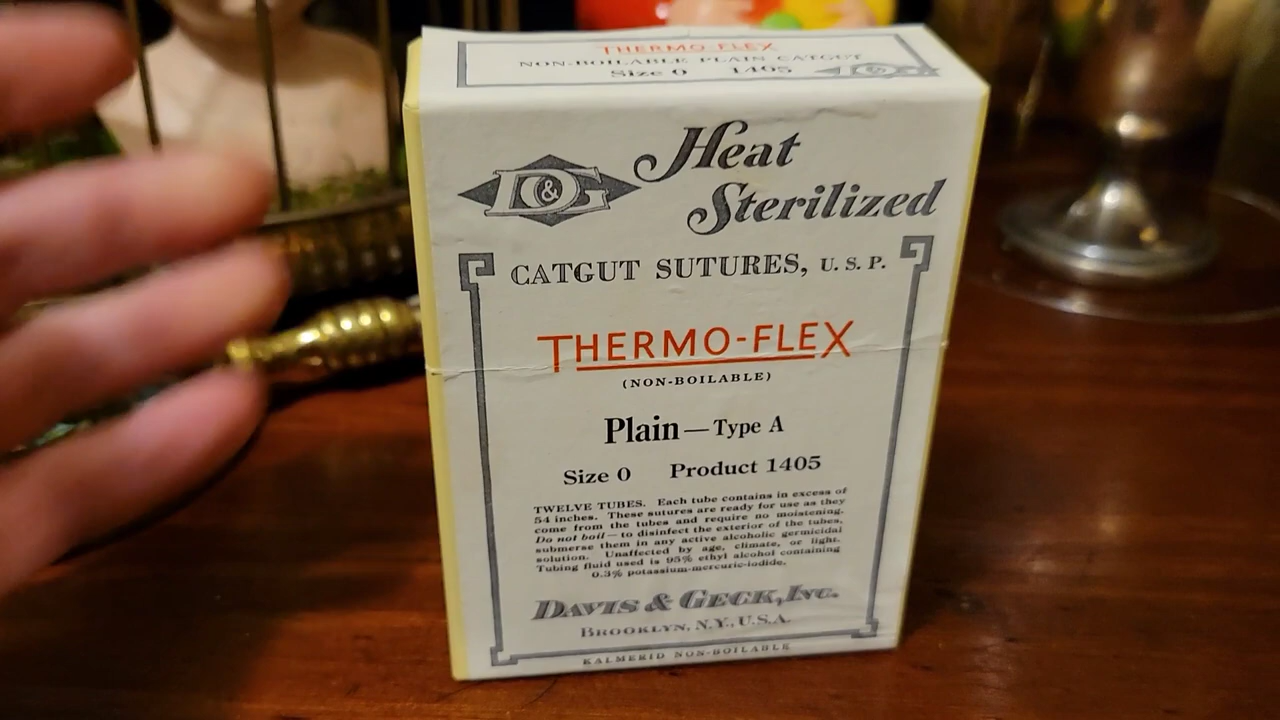 THERMO-FLEX
NON-BOILABLE PLAIN CATGUT
Size 0 1405
D&G
Heat
Sterilized
CATGUT SUTURES, U.S.P.
THERMO-FLEX
(NON-BOILABLE)
Plain—Type A
Size 0 Product 1405
TWELVE TUBES. Each tube contains in excess of
54 inches. These sutures are ready for use as they
come from the tubes and require no moistening.
Do not boil—to disinfect the exterior of the tubes,
submerse them in any active alcoholic germicidal
solution. Unaffected by age, climate, or light.
Tubing fluid used is 95% ethyl alcohol containing
0.3% potassium-mercuric-iodide.
DAVIS & GECK, INC.
BROOKLYN, N.Y., U.S.A.
KALMERID NON-BOILABLE